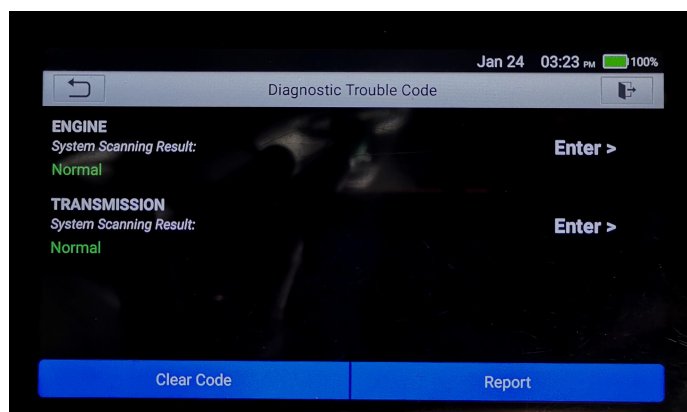 Jan 24 03:23 PM 100%
Diagnostic Trouble Code
ENGINE
System Scanning Result:
Enter >
Normal
TRANSMISSION
System Scanning Result:
Enter >
Normal
Clear Code
Report